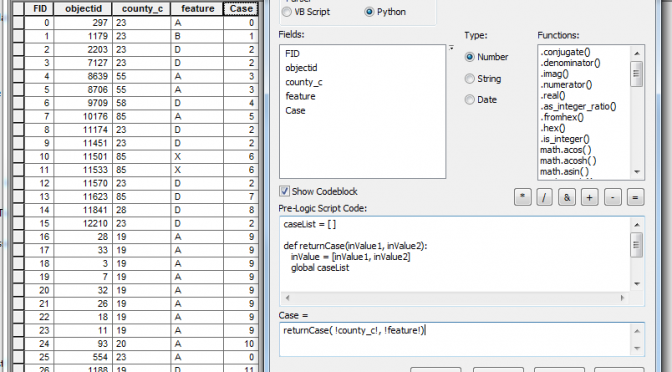 FID objectid county_c feature Case
0 297 23 A 0
1 1179 23 B 1
2 2203 23 D 2
3 7127 23 D 2
4 8639 55 A 3
5 8706 55 A 3
6 9709 58 D 4
7 10176 85 A 5
8 11174 23 D 2
9 11451 23 D 2
10 11501 85 X 6
11 11533 85 X 6
12 11570 23 D 2
13 11623 85 D 7
14 11841 28 D 8
15 12210 23 D 2
16 28 19 A 9
17 33 19 A 9
18 3 19 A 9
19 7 19 A 9
20 32 19 A 9
21 26 19 A 9
22 18 19 A 9
23 11 19 A 9
24 93 20 A 10
25 554 23 A 0
26 1188 19 D 11
VB Script Python
Fields:
FID
objectid
county_c
feature
Case
Type:
Number
String
Date
Functions:
.conjugate()
.denominator()
.imag()
.numerator()
.real()
.as_integer_ratio()
.fromhex()
.hex()
.is_integer()
math.acos( )
math.acosh( )
math.asin( )
Show Codeblock
* / & + - =
Pre-Logic Script Code:
caseList = [ ]
def returnCase(inValue1, inValue2):
inValue = [inValue1, inValue2]
global caseList
Case =
returnCase( !county_c!, !feature!)